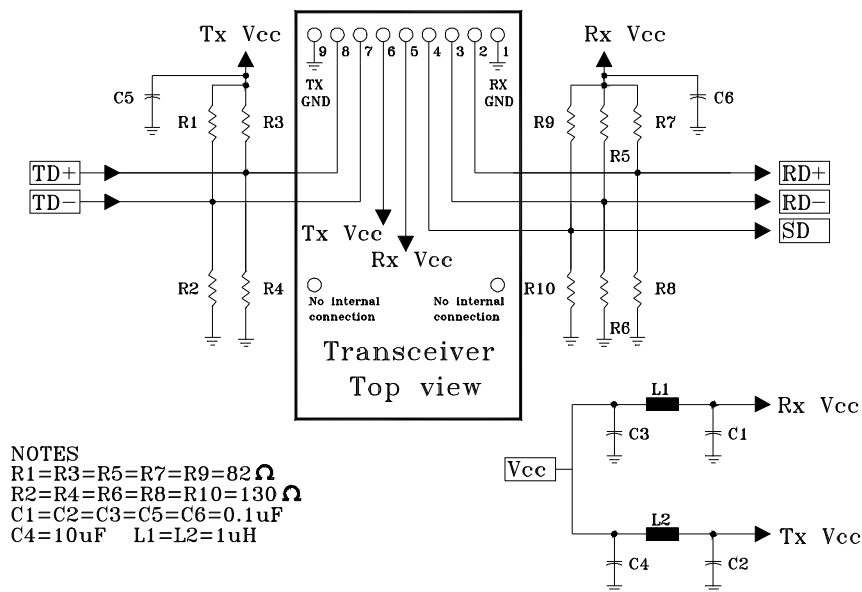 Tx Vcc
Rx Vcc
9 8 7 6 5 4 3 2 1
TX
GND
RX
GND
C5
C6
R1
R3
R9
R5
R7
TD+
RD+
TD-
RD-
Tx Vcc
SD
Rx Vcc
R2
R4
R10
R8
R6
No internal
connection
No internal
connection
Transceiver
Top view
L1
Rx Vcc
C3
C1
Vcc
L2
Tx Vcc
C4
C2
NOTES
R1=R3=R5=R7=R9=82Ω
R2=R4=R6=R8=R10=130Ω
C1=C2=C3=C5=C6=0.1uF
C4=10uF L1=L2=1uH